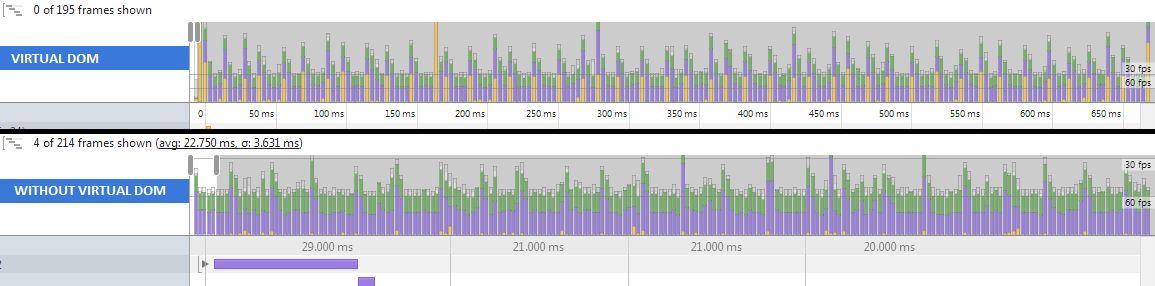 0 of 195 frames shown
VIRTUAL DOM
30 fps
60 fps
0 50 ms 100 ms 150 ms 200 ms 250 ms 300 ms 350 ms 400 ms 450 ms 500 ms 550 ms 600 ms 650 ms
4 of 214 frames shown (avg: 22.750 ms, σ: 3.631 ms)
30 fps
WITHOUT VIRTUAL DOM
60 fps
29.000 ms 21.000 ms 21.000 ms 20.000 ms